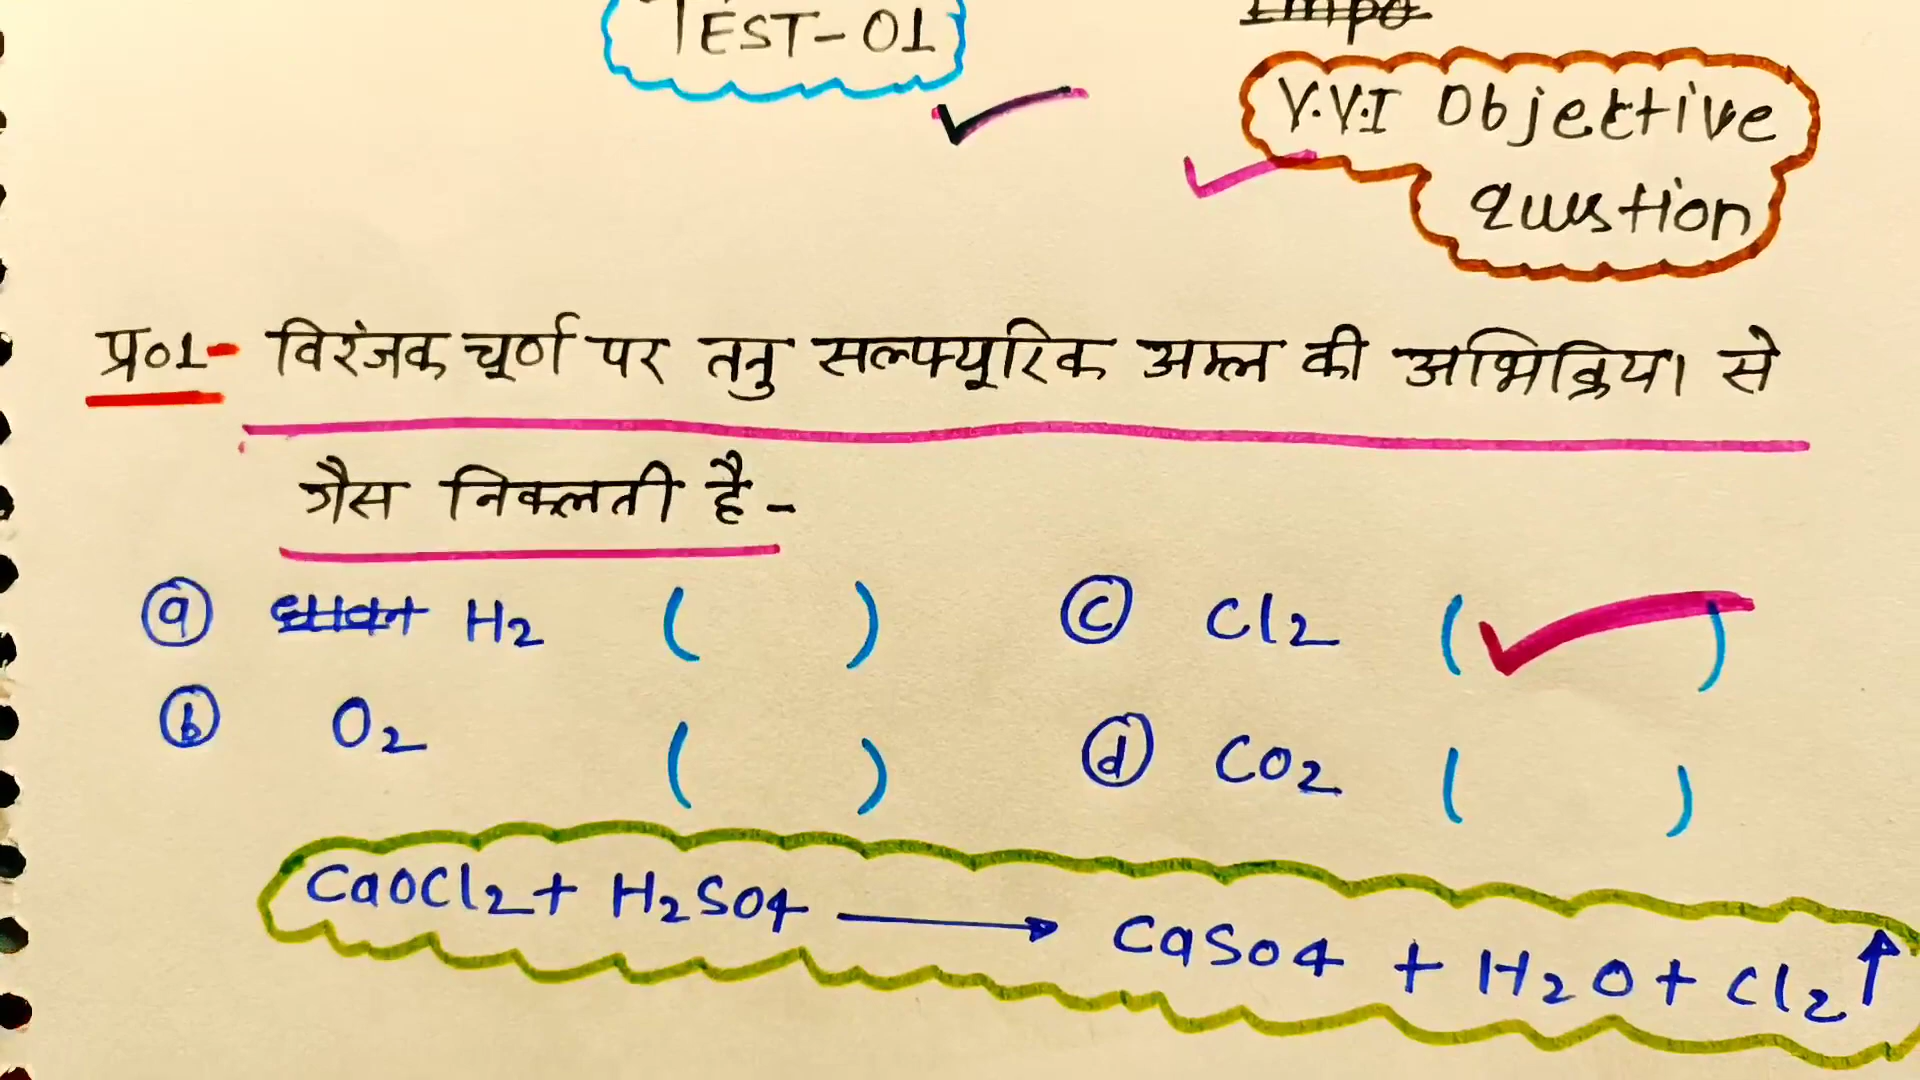 TEST-01
V.V.I Objective
question
प्र०1- विरंजक चूर्ण पर तनु सल्फ्यूरिक अम्ल की अभिक्रिया से
गैस निकलती है-
(a) H2 ( )
(c) Cl2 (✓)
(b) O2 ( )
(d) CO2 ( )
CaOCl2 + H2SO4 → CaSO4 + H2O + Cl2↑